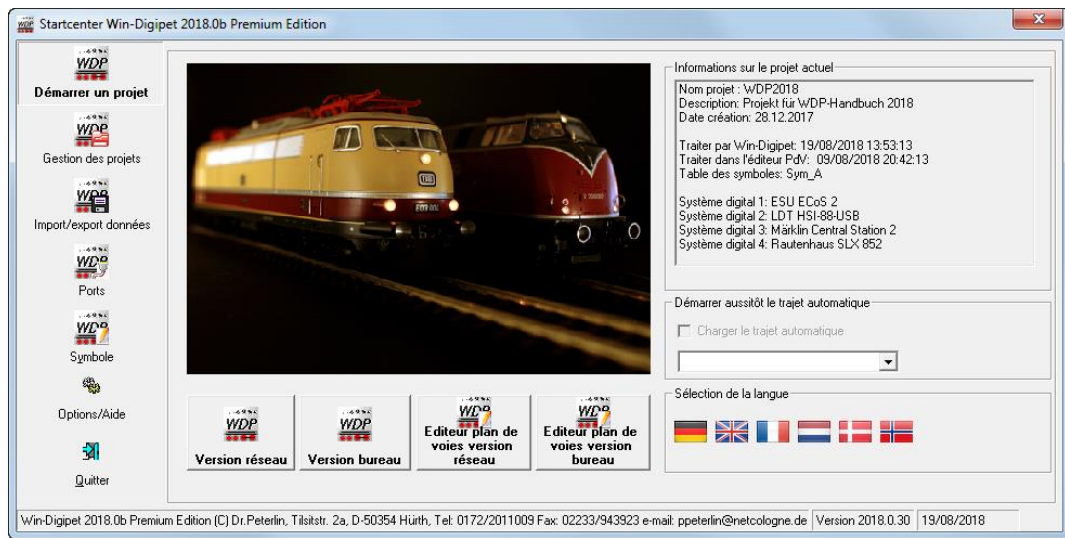 Startcenter Win-Digipet 2018.0b Premium Edition
WDP
Démarrer un projet
WDP
Gestion des projets
WDP
Import/export données
WDP
Ports
WDP
Symbole
Options/Aide
Quitter
DB
E03 001
WDP
Version réseau
WDP
Version bureau
WDP
Editeur plan de
voies version
réseau
WDP
Editeur plan de
voies version
bureau
Informations sur le projet actuel
Nom projet : WDP2018
Description: Projekt für WDP-Handbuch 2018
Date création: 28.12.2017
Traiter par Win-Digipet: 19/08/2018 13:53:13
Traiter dans l'éditeur PdV: 09/08/2018 20:42:13
Table des symboles: Sym_A
Système digital 1: ESU ECoS 2
Système digital 2: LDT HSI-88-USB
Système digital 3: Märklin Central Station 2
Système digital 4: Rautenhaus SLX 852
Démarrer aussitôt le trajet automatique
Charger le trajet automatique
Sélection de la langue
Win-Digipet 2018.0b Premium Edition (C) Dr.Peterlin, Tilsitstr. 2a, D-50354 Hürth, Tel: 0172/2011009 Fax: 02233/943923 e-mail: ppeterlin@netcologne.de
Version 2018.0.30
19/08/2018